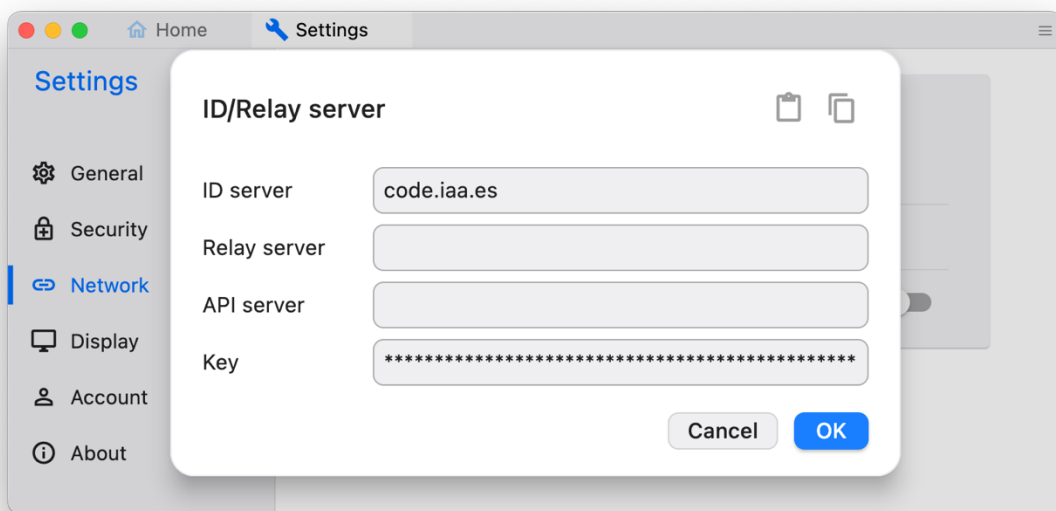 Home
Settings
Settings
General
Security
Network
Display
Account
About
ID/Relay server
ID server
code.iaa.es
Relay server
API server
Key
***********************************************
Cancel
OK